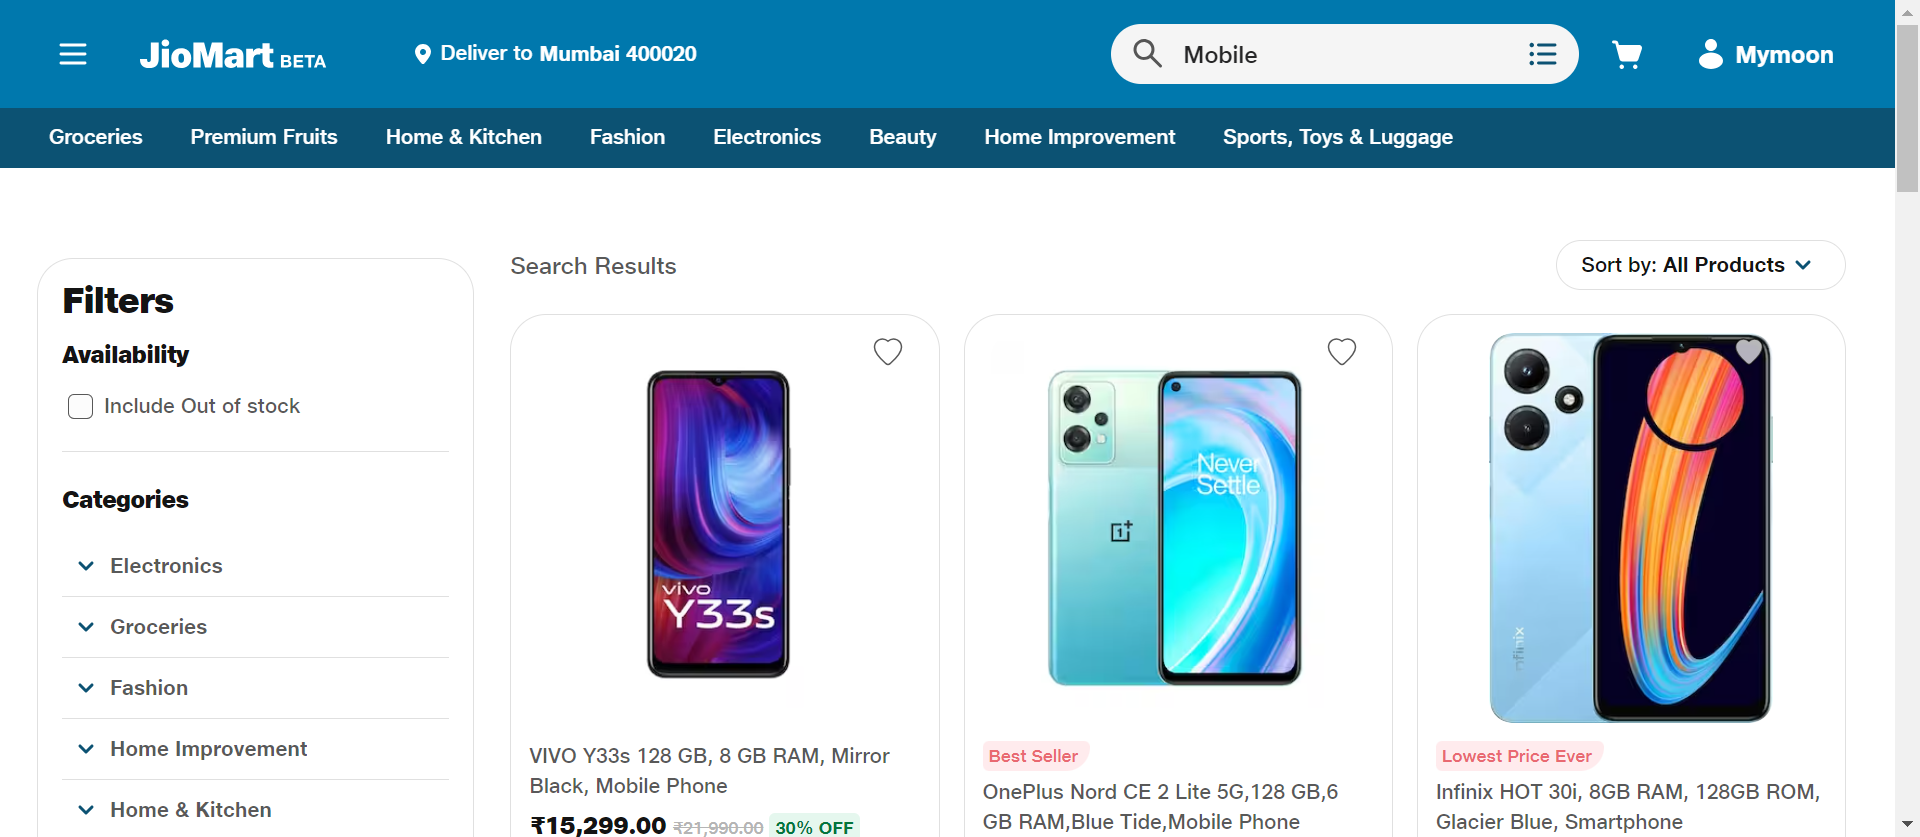 JioMart BETA
Deliver to Mumbai 400020
Mobile
Mymoon
Groceries Premium Fruits Home & Kitchen Fashion Electronics Beauty Home Improvement Sports, Toys & Luggage
Search Results
Sort by: All Products
Filters
Availability
Include Out of stock
Categories
Electronics
Groceries
Fashion
Home Improvement
Home & Kitchen
vivo
Y33s
VIVO Y33s 128 GB, 8 GB RAM, Mirror
Black, Mobile Phone
₹15,299.00 ₹21,990.00 30% OFF
Never
Settle
Best Seller
OnePlus Nord CE 2 Lite 5G,128 GB,6
GB RAM,Blue Tide,Mobile Phone
Infinix
Lowest Price Ever
Infinix HOT 30i, 8GB RAM, 128GB ROM,
Glacier Blue, Smartphone